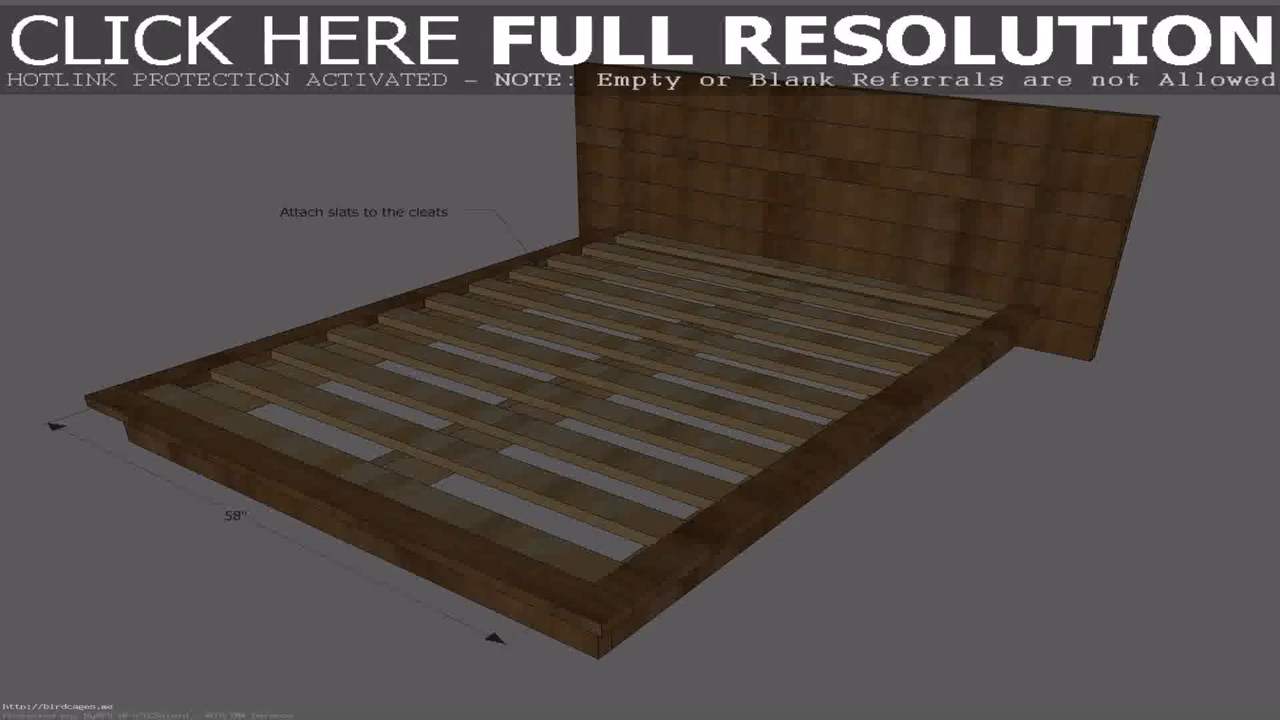 CLICK HERE FULL RESOLUTION
HOTLINK PROTECTION ACTIVATED - NOTE: Empty or Blank Referrals are not Allowed
Attach slats to the cleats
58"
http://birdcages.me